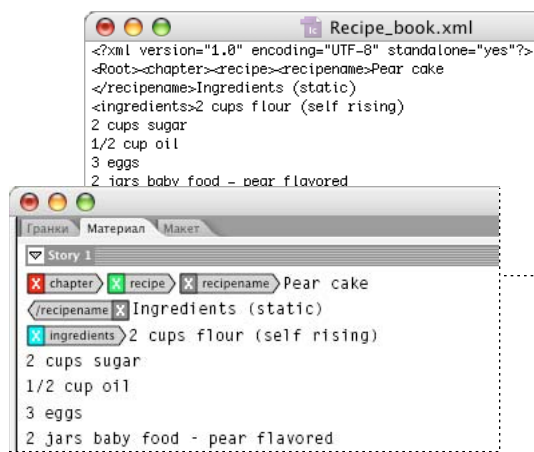 Recipe_book.xml
<?xml version="1.0" encoding="UTF-8" standalone="yes"?>
<Root><chapter><recipe><recipename>Pear cake
</recipename>Ingredients (static)
<ingredients>2 cups flour (self rising)
2 cups sugar
1/2 cup oil
3 eggs
2 jars baby food – pear flavored
Гранки Материал Макет
Story 1
X chapter X recipe X recipename Pear cake
/recipename X Ingredients (static)
X ingredients 2 cups flour (self rising)
2 cups sugar
1/2 cup oil
3 eggs
2 jars baby food - pear flavored